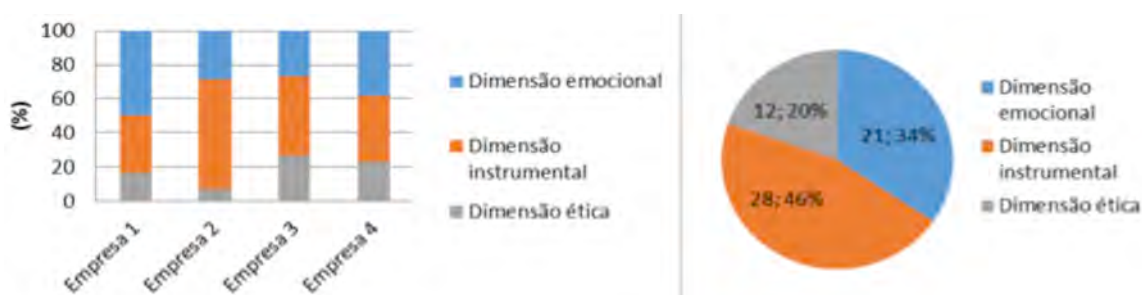 100
80
60
40
20
0
(%)
Empresa 1
Empresa 2
Empresa 3
Empresa 4
Dimensão emocional
Dimensão
instrumental
Dimensão ética
12; 20%
21; 34%
28; 46%
Dimensão
emocional
Dimensão
instrumental
Dimensão ética